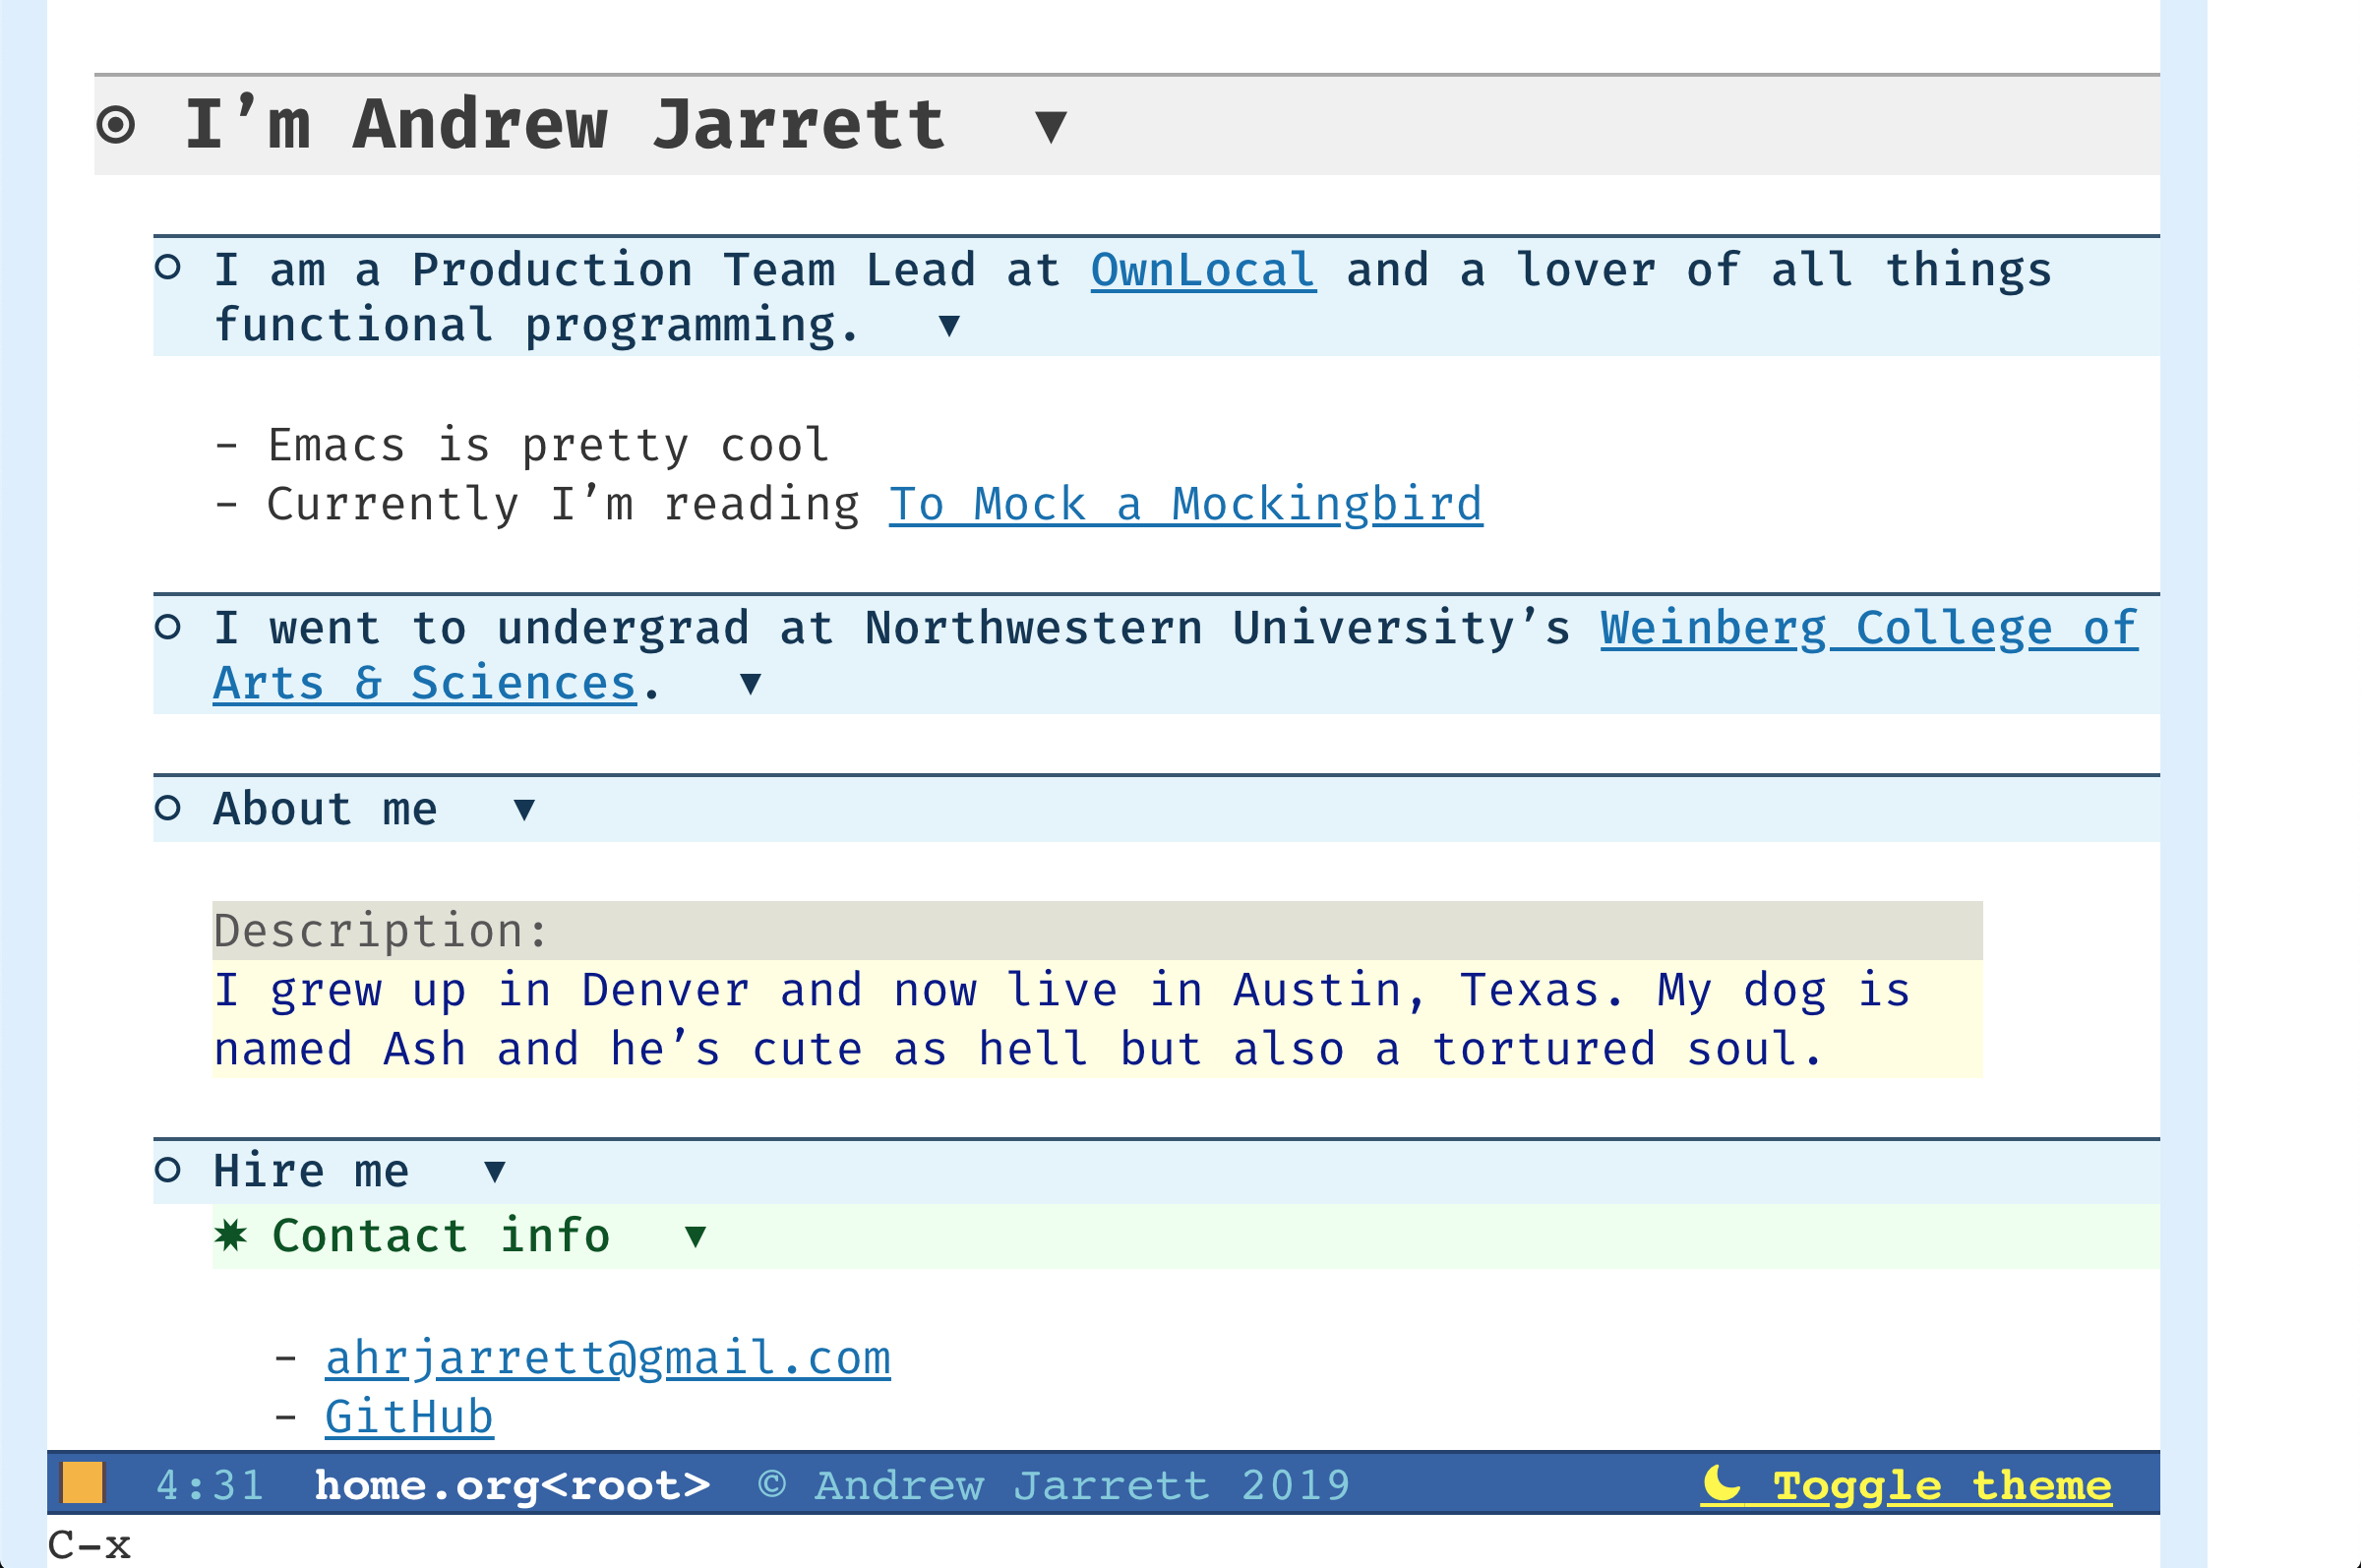 I’m Andrew Jarrett ▼
I am a Production Team Lead at OwnLocal and a lover of all things
functional programming. ▼
– Emacs is pretty cool
– Currently I’m reading To Mock a Mockingbird
I went to undergrad at Northwestern University’s Weinberg College of
Arts & Sciences. ▼
About me ▼
Description:
I grew up in Denver and now live in Austin, Texas. My dog is
named Ash and he’s cute as hell but also a tortured soul.
Hire me ▼
✸ Contact info ▼
– ahrjarrett@gmail.com
– GitHub
4:31 home.org<root> © Andrew Jarrett 2019 Toggle theme
C-x